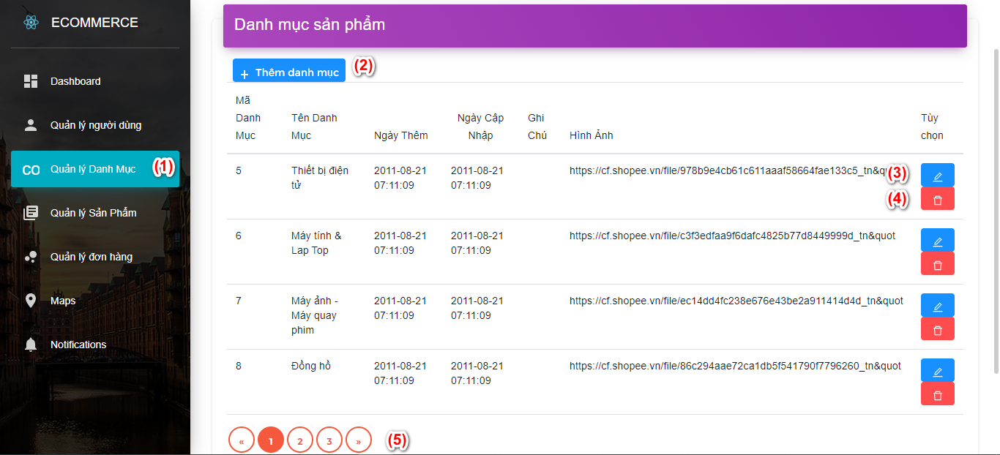 ECOMMERCE
Dashboard
Quản lý người dùng
CO Quản lý Danh Mục (1)
Quản lý Sản Phẩm
Quản lý đơn hàng
Maps
Notifications
Danh mục sản phẩm
+ Thêm danh mục (2)
Mã
Danh
Mục
Tên Danh
Mục
Ngày Thêm
Ngày Cập
Nhập
Ghi
Chú
Hình Ảnh
Tùy
chọn
5 Thiết bị điện 2011-08-21 2011-08-21 https://cf.shopee.vn/file/978b9e4cb61c611aaaf58664fae133c5_tn&qu (3)
tử 07:11:09 07:11:09
(4)
6 Máy tính & 2011-08-21 2011-08-21 https://cf.shopee.vn/file/c3f3edfaa9f6dafc4825b77d8449999d_tn&quot
Lap Top 07:11:09 07:11:09
7 Máy ảnh - 2011-08-21 2011-08-21 https://cf.shopee.vn/file/ec14dd4fc238e676e43be2a911414d4d_tn&quot
Máy quay 07:11:09 07:11:09
phim
8 Đồng hồ 2011-08-21 2011-08-21 https://cf.shopee.vn/file/86c294aae72ca1db5f541790f7796260_tn&quot
07:11:09 07:11:09
« 1 2 3 » (5)